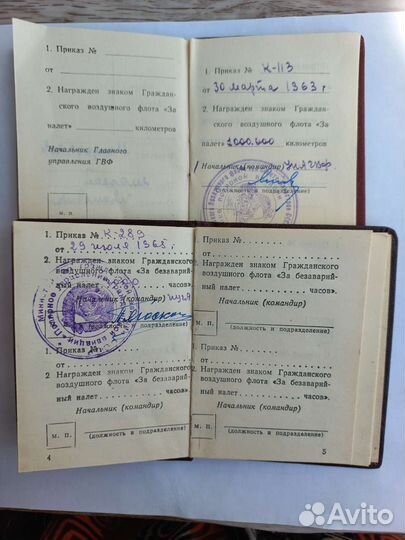 1. Приказ №
от
2. Награжден знаком Граждан-
ского воздушного флота «За
налет» километров
Начальник Главного
управления ГВФ
М. П.
1. Приказ № К-113
от 30 марта 1963 г
2. Награжден знаком Граждан-
ского воздушного флота «За
налет» 1000.000 километров
Начальник (командир)
(должность и подразделение)
1. Приказ № К-289
от 29 июля 1968.
2. Награжден знаком Гражданского
воздушного флота «За безаварий-
ный налет часов».
Начальник (командир)
М. П.
(должность и подразделение)
1. Приказ №
от
2 Награжден знаком Гражданского
воздушного флота «За безаварий-
ный налет часов».
Начальник (командир)
М. П.
(должность и подразделение)
4
1. Приказ №
от
2. Награжден знаком Гражданского
воздушного флота «За безаварий-
ный налет часов».
Начальник (командир)
М. П.
(должность и подразделение)
1. Приказ №
от
2. Награжден знаком Гражданского
воздушного флота «За безаварий-
ный налет часов».
Начальник (командир)
М. П.
(должность и подразделение)
5
Avito